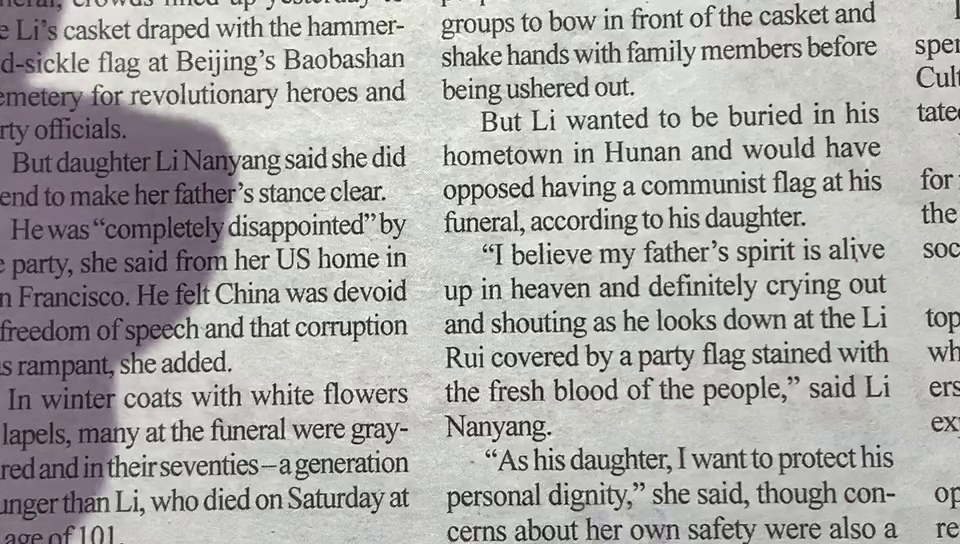 Li's casket draped with the hammer-
d-sickle flag at Beijing's Baobashan
emetery for revolutionary heroes and
rty officials.
But daughter Li Nanyang said she did
end to make her father's stance clear.
He was "completely disappointed" by
e party, she said from her US home in
n Francisco. He felt China was devoid
freedom of speech and that corruption
s rampant, she added.
In winter coats with white flowers
lapels, many at the funeral were gray-
red and in their seventies—a generation
unger than Li, who died on Saturday at
age of 101.
groups to bow in front of the casket and
shake hands with family members before
being ushered out.
But Li wanted to be buried in his
hometown in Hunan and would have
opposed having a communist flag at his
funeral, according to his daughter.
"I believe my father's spirit is alive
up in heaven and definitely crying out
and shouting as he looks down at the Li
Rui covered by a party flag stained with
the fresh blood of the people," said Li
Nanyang.
"As his daughter, I want to protect his
personal dignity," she said, though con-
cerns about her own safety were also a
spe
Cult
tate
for
the
soc
top
wh
ers
ex
op
re